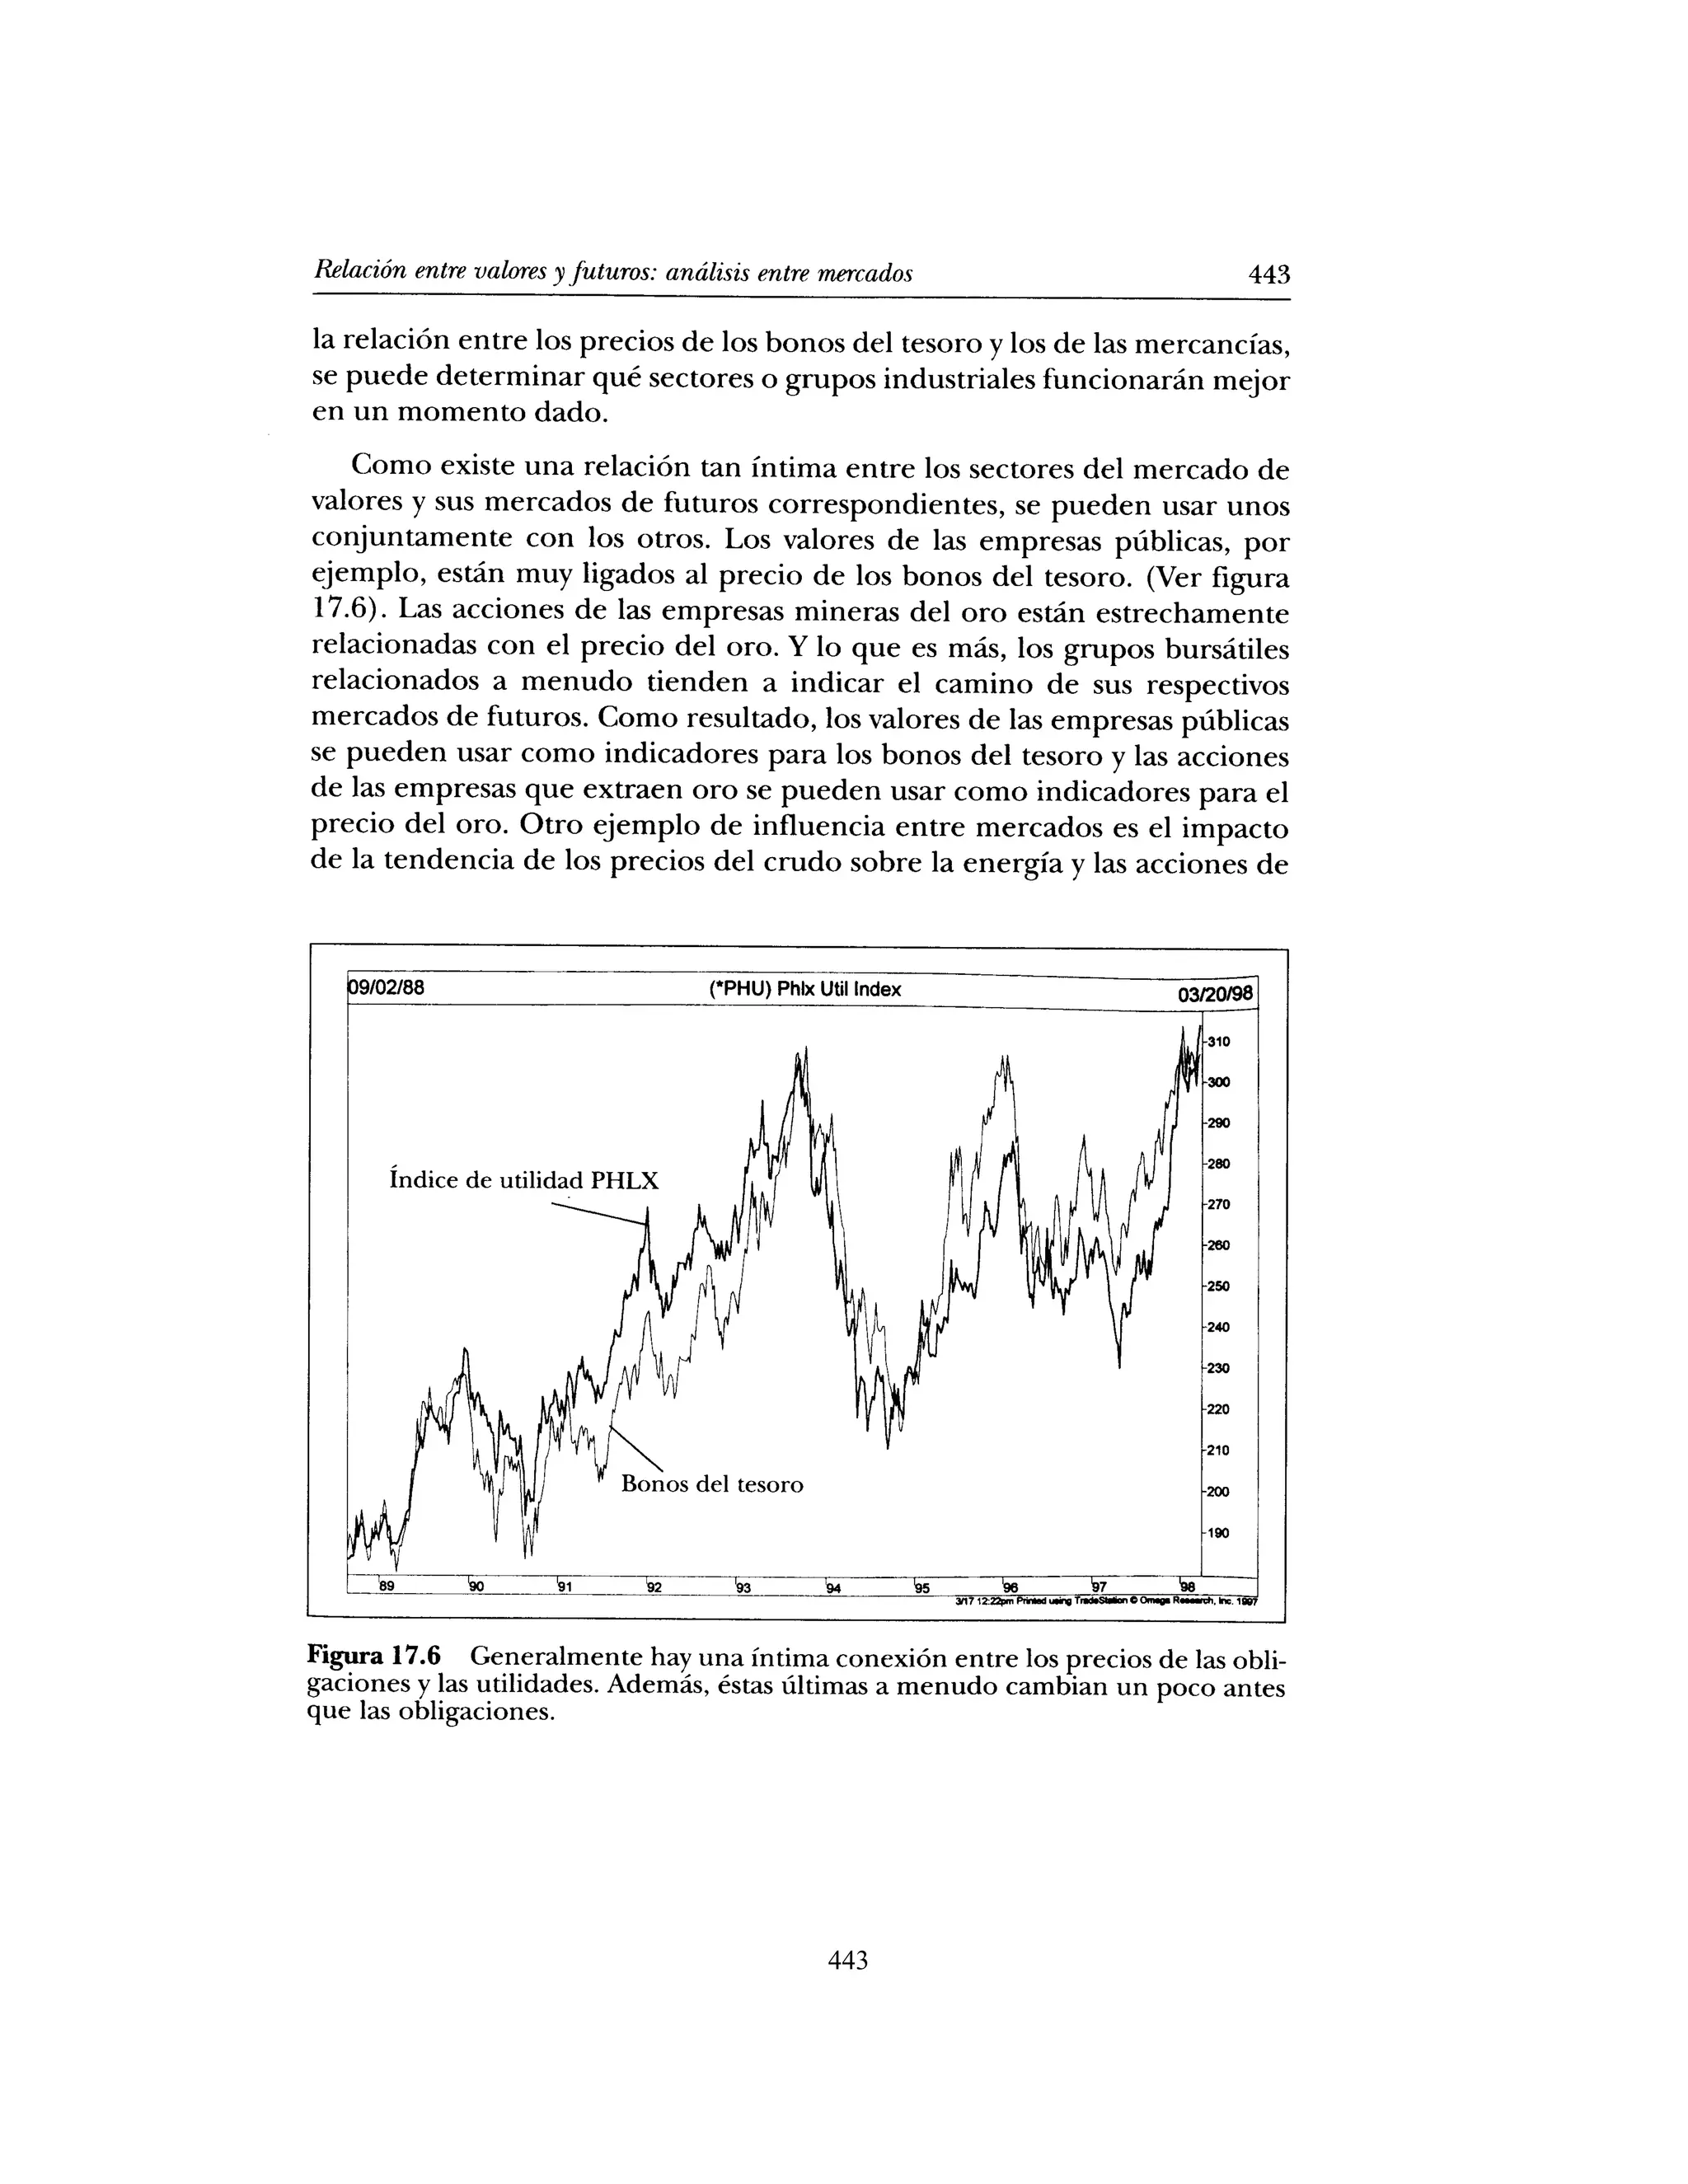 Relación entre valores y futuros: análisis entre mercados 443
la relación entre los precios de los bonos del tesoro y los de las mercancías,
se puede determinar qué sectores o grupos industriales funcionarán mejor
en un momento dado.
Como existe una relación tan íntima entre los sectores del mercado de
valores y sus mercados de futuros correspondientes, se pueden usar unos
conjuntamente con los otros. Los valores de las empresas públicas, por
ejemplo, están muy ligados al precio de los bonos del tesoro. (Ver figura
17.6). Las acciones de las empresas mineras del oro están estrechamente
relacionadas con el precio del oro. Y lo que es más, los grupos bursátiles
relacionados a menudo tienden a indicar el camino de sus respectivos
mercados de futuros. Como resultado, los valores de las empresas públicas
se pueden usar como indicadores para los bonos del tesoro y las acciones
de las empresas que extraen oro se pueden usar como indicadores para el
precio del oro. Otro ejemplo de influencia entre mercados es el impacto
de la tendencia de los precios del crudo sobre la energía y las acciones de
09/02/88 (*PHU) Phlx Util Index 03/20/98
310
300
290
280
Índice de utilidad PHLX
270
260
250
240
230
220
210
Bonos del tesoro
200
190
'89 '90 '91 '92 '93 '94 '95 '96 '97 '98
3/17 12:22pm Printed using TradeStation © Omega Research, Inc. 1997
Figura 17.6 Generalmente hay una íntima conexión entre los precios de las obli-
gaciones y las utilidades. Además, éstas últimas a menudo cambian un poco antes
que las obligaciones.
443